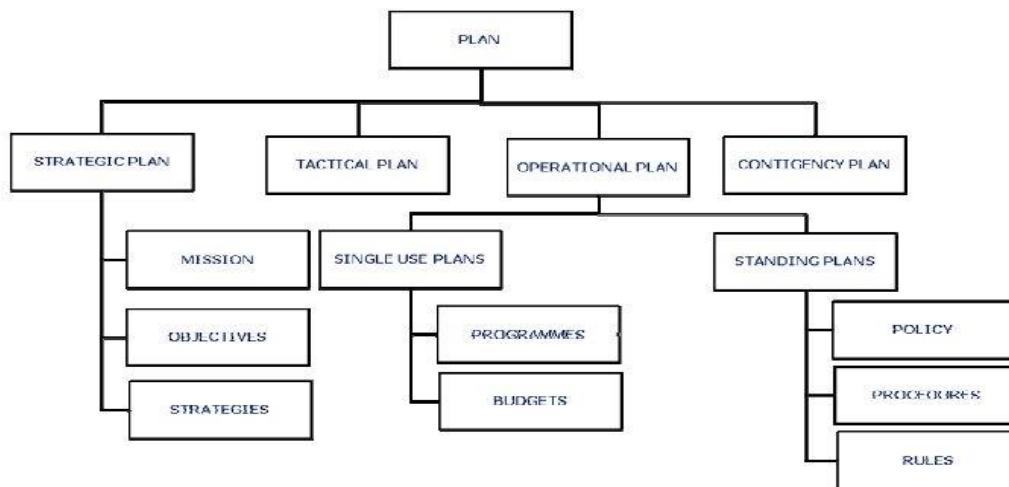 PLAN
STRATEGIC PLAN
TACTICAL PLAN
OPERATIONAL PLAN
CONTIGENCY PLAN
MISSION
OBJECTIVES
STRATEGIES
SINGLE USE PLANS
PROGRAMMES
BUDGETS
STANDING PLANS
POLICY
PROCEDURES
RULES